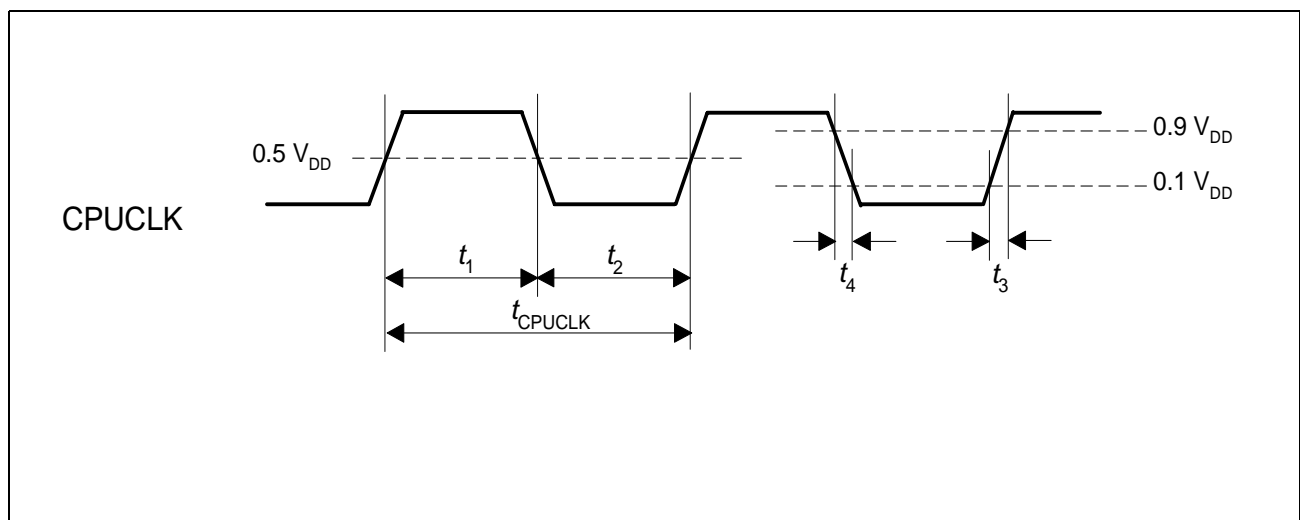 0.9 V_DD
0.5 V_DD
0.1 V_DD
CPUCLK
t_1
t_2
t_4
t_3
t_CPUCLK